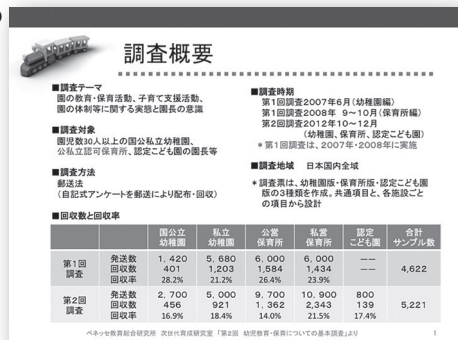 調査概要
■調査テーマ
園の教育・保育活動、子育て支援活動、
園の体制等に関する実態と園長の意識
■調査対象
園児数30人以上の国公私立幼稚園、
公私立認可保育所、認定こども園の園長等
■調査方法
郵送法
（自記式アンケートを郵送により配布・回収）
■調査時期
第1回調査2007年6月（幼稚園編）
第1回調査2008年 9～10月（保育所編）
第2回調査2012年10～12月
（幼稚園、保育所、認定こども園）
＊第1回調査は、2007年・2008年に実施
■調査地域 日本国内全域
＊調査票は、幼稚園版・保育所版・認定こども園
版の3種類を作成。共通項目と、各施設ごと
の項目から設計
■回収数と回収率
国公立幼稚園 私立幼稚園 公営保育所 私営保育所 認定こども園 合計サンプル数
第1回調査
発送数 1，420 5，680 6，000 6，000 ――
回収数 401 1,203 1,584 1,434 ―― 4,622
回収率 28.2% 21.2% 26.4% 23.9%
第2回調査
発送数 2，700 5，000 9，700 10，900 800
回収数 456 921 1，362 2,343 139 5,221
回収率 16.9% 18.4% 14.0% 21.5% 17.4%
ベネッセ教育総合研究所 次世代育成研究室 「第2回 幼児教育・保育についての基本調査」より 1